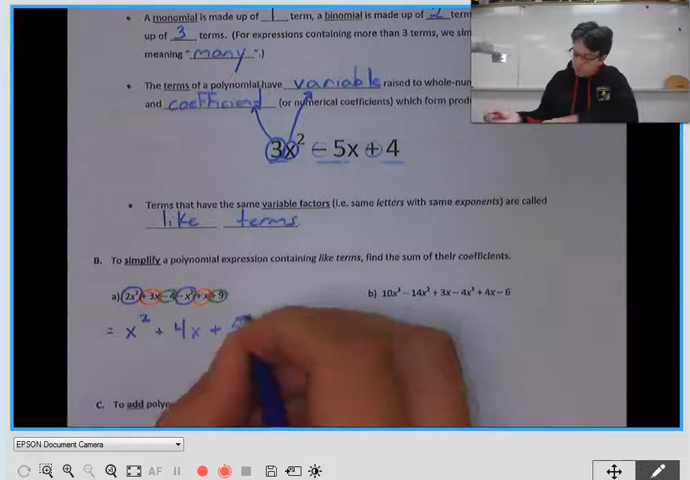 A monomial is made up of 1 term, a binomial is made up of 2 term
up of 3 terms. (For expressions containing more than 3 terms, we sim
meaning "many".)
The terms of a polynomial have variable raised to whole-nu
and coefficient (or numerical coefficients) which form prod
3x² − 5x + 4
Terms that have the same variable factors (i.e. same letters with same exponents) are called
like terms.
B. To simplify a polynomial expression containing like terms, find the sum of their coefficients.
a) 2x² + 3x − 4 − x² + x + 9
b) 10x³ − 14x² + 3x − 4x³ + 4x − 6
= x² + 4x +
C. To add poly
EPSON Document Camera
AF